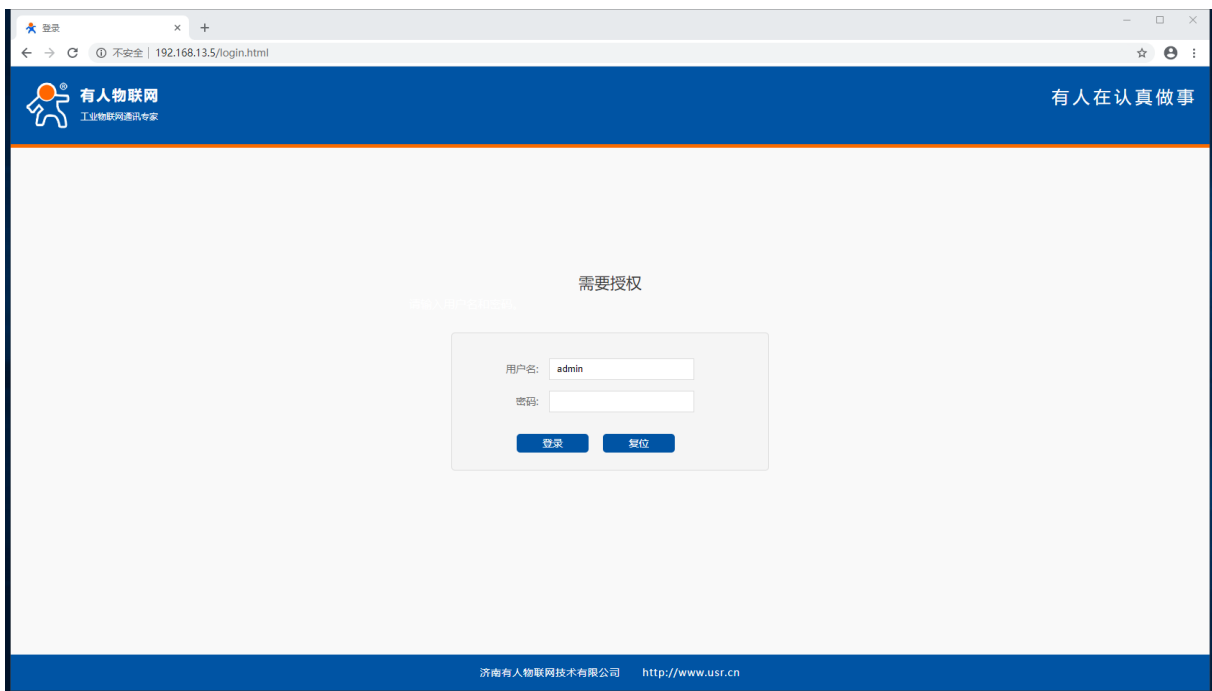 登录
不安全 | 192.168.13.5/login.html
有人物联网
®
工业物联网通讯专家
有人在认真做事
需要授权
用户名: admin
密码:
登录 复位
济南有人物联网技术有限公司 http://www.usr.cn